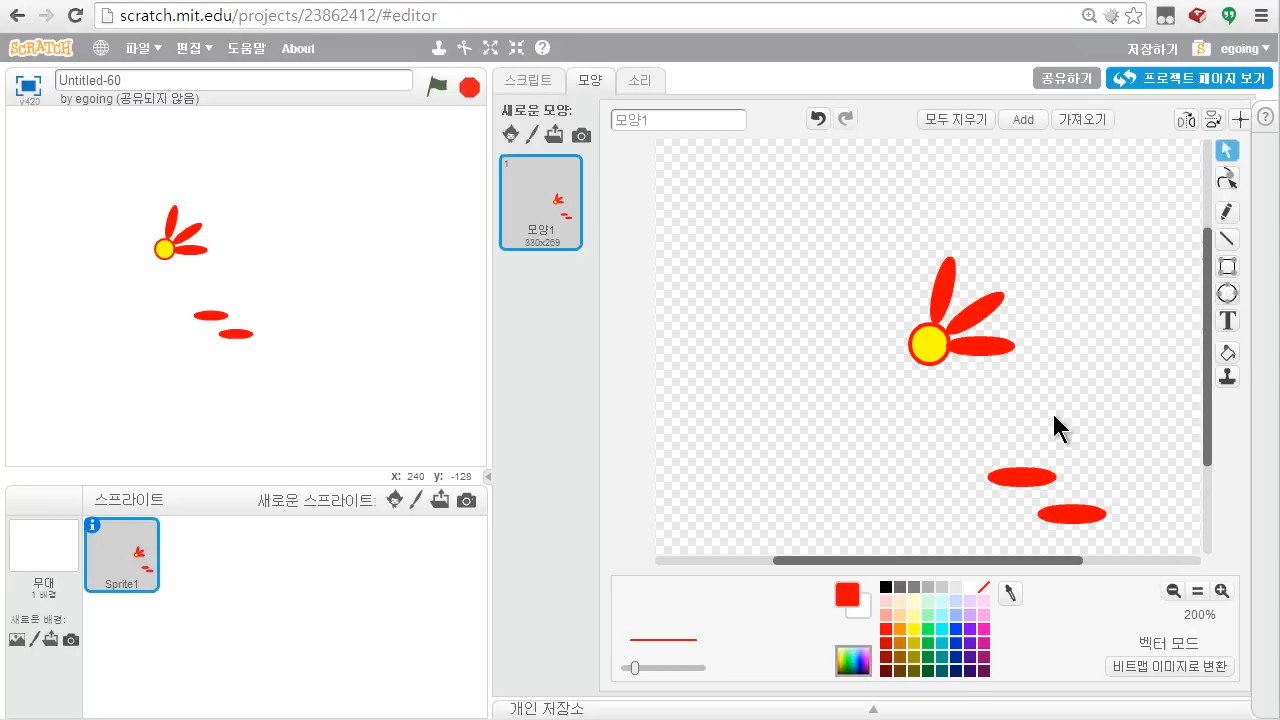 scratch.mit.edu/projects/23862412/#editor
SCRATCH 파일 편집 도움말 About 저장하기 egoing
v420 Untitled-60
by egoing (공유되지 않음)
스크립트 모양 소리 공유하기 프로젝트 페이지 보기
새로운 모양:
모양1 모두 지우기 Add 가져오기
1
모양1
330x269
x: 240 y: -128
스프라이트 새로운 스프라이트:
Sprite1
무대
1 배경
새로운 배경:
T
200%
벡터 모드
비트맵 이미지로 변환
개인 저장소